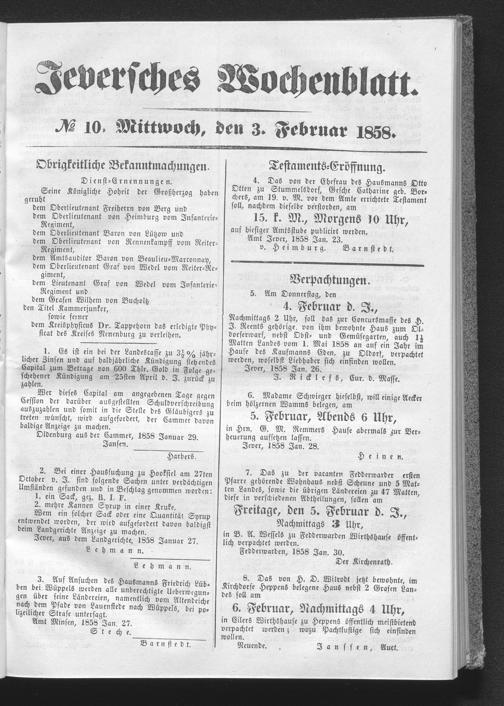 Jeversches Wochenblatt.
№ 10. Mittwoch, den 3. Februar 1858.
Obrigkeitliche Bekanntmachungen.
Dienst-Ernennungen.
Seine Königliche Hoheit der Großherzog haben
geruht
dem Oberlieutenant Freiherrn von Berg und
dem Oberlieutenant von Heimburg vom Infanterie-
Regiment,
dem Oberlieutenant Baron von Lützow und
dem Oberlieutenant von Rennenkampff vom Reiter-
Regiment,
dem Amtsauditor Baron von Beaulieu-Marconnay,
dem Oberlieutenant Graf von Wedel vom Reiter-Re-
giment,
dem Lieutenant Graf von Wedel vom Infanterie-
Regiment und
dem Grafen Wilhelm von Bucholtz
den Titel Kammerjunker,
sowie ferner
dem Kreisphysicus Dr. Tappehorn das erledigte Phy-
sicat des Kreises Nenenburg zu verleihen.
1. Es ist ein bei der Landeskasse zu 3½ % jähr-
licher Zinsen und auf halbjährliche Kündigung stehendes
Capital zum Betrage von 600 Thlr. Gold in Folge ge-
schehener Kündigung am 25sten April d. J. zurück zu
zahlen.
Wer dieses Capital am angegebenen Tage gegen
Cession der darüber ausgestellten Schuldverschreibung
auszuzahlen und somit in die Stelle des Gläubigers zu
treten wünscht, wird aufgefordert, der Cammer davon
baldige Anzeige zu machen.
Oldenburg aus der Cammer, 1858 Januar 29.
Jansen.
Harbers.
2. Bei einer Haussuchung zu Hooksiel am 27ten
October v. J. sind folgende Sachen unter verdächtigen
Umständen gefunden und in Beschlag genommen worden:
1. ein Sack, gez. B. I. F.
2. mehre Kannen Syrup in einer Kruke.
Wem ein solcher Sack oder eine Quantität Syrup
entwendet worden, der wird aufgefordert davon baldigst
beim Landgerichte Anzeige zu machen.
Jever, aus dem Landgerichte, 1858 Januar 27.
Lehmann.
Lehmann.
3. Auf Ansuchen des Hausmanns Friedrich Lüb-
ben bei Wüppels werden alle unberechtigte Ueberwegun-
gen über seine Ländereien, namentlich vom Altendeiche
nach dem Pfade von Lauenstede nach Wüppels, bei po-
lizeilicher Strafe untersagt.
Amt Minsen, 1858 Jan. 27.
Steche.
Barnstedt.
Testaments-Eröffnung.
4. Das von der Ehefrau des Hausmanns Otto
Otten zu Stummelsdorf, Gesche Catharine geb. Bor-
chers, am 19. v. M. vor dem Amte errichtete Testament
soll, nachdem dieselbe verstorben, am
15. k. M., Morgens 10 Uhr,
auf hiesiger Amtsstube publicirt werden.
Amt Jever, 1858 Jan. 23.
v. Heimburg. Barnstedt.
Verpachtungen.
5. Am Donnerstag, den
4. Februar d. J.,
Nachmittags 2 Uhr, soll das zur Concursmasse des H.
J. Reents gehörige, von ihm bewohnte Haus zum Ol-
dorferwarf, nebst Obst- und Gemüsegarten, auch 1½
Matten Landes vom 1. Mai 1858 an auf ein Jahr im
Hause des Kaufmanns Eden, zu Oldorf, verpachtet
werden, woselbst Liebhaber sich einfinden wollen.
Jever, 1858 Jan. 26.
J. Ricklefs, Cur. d. Masse.
6. Madame Schwieger hieselbst, will einige Aecker
beim hölzernen Wamms belegen, am
5. Februar, Abends 6 Uhr,
in Hrn. G. M. Remmers Hause abermals zur Ver-
heuerung aufsetzen lassen.
Jever, 1858 Jan. 28.
Heinen.
7. Das zu der vacanten Fedderwarder ersten
Pfarre gehörende Wohnhaus nebst Scheune und 5 Mat-
ten Landes, sowie die übrigen Ländereien zu 47 Matten,
diese in verschiedenen Abtheilungen, sollen am
Freitage, den 5. Februar d. J.,
Nachmittags 3 Uhr,
in B. A. Wessels zu Fedderwarden Wirthshause öffent-
lich verpachtet werden.
Fedderwarden, 1858 Jan. 30.
Der Kirchenrath.
8. Das von H. D. Wilrodt jetzt bewohnte, im
Kirchdorfe Heppens belegene Haus nebst 2 Grasen Lan-
des soll am
6. Februar, Nachmittags 4 Uhr,
in Eilers Wirthshause zu Heppens öffentlich meistbietend
verpachtet werden; wozu Pachtlustige sich einfinden
wollen.
Neuende. Janssen, Auct.